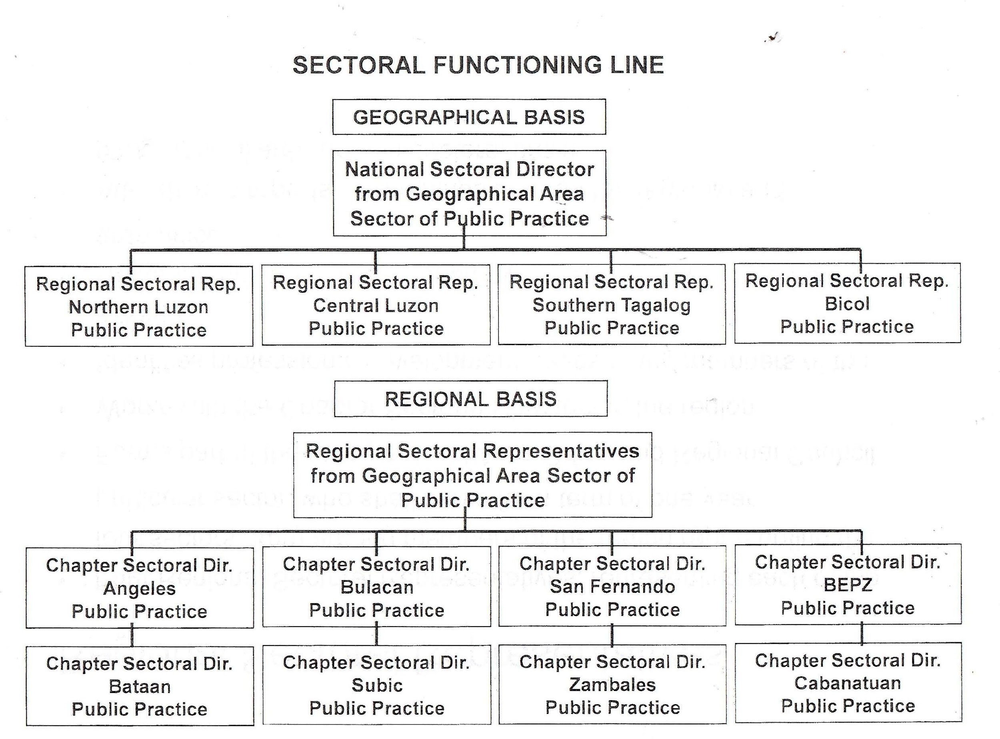 SECTORAL FUNCTIONING LINE
GEOGRAPHICAL BASIS
National Sectoral Director
from Geographical Area
Sector of Public Practice
Regional Sectoral Rep.
Northern Luzon
Public Practice
Regional Sectoral Rep.
Central Luzon
Public Practice
Regional Sectoral Rep.
Southern Tagalog
Public Practice
Regional Sectoral Rep.
Bicol
Public Practice
REGIONAL BASIS
Regional Sectoral Representatives
from Geographical Area Sector of
Public Practice
Chapter Sectoral Dir.
Angeles
Public Practice
Chapter Sectoral Dir.
Bulacan
Public Practice
Chapter Sectoral Dir.
San Fernando
Public Practice
Chapter Sectoral Dir.
BEPZ
Public Practice
Chapter Sectoral Dir.
Bataan
Public Practice
Chapter Sectoral Dir.
Subic
Public Practice
Chapter Sectoral Dir.
Zambales
Public Practice
Chapter Sectoral Dir.
Cabanatuan
Public Practice